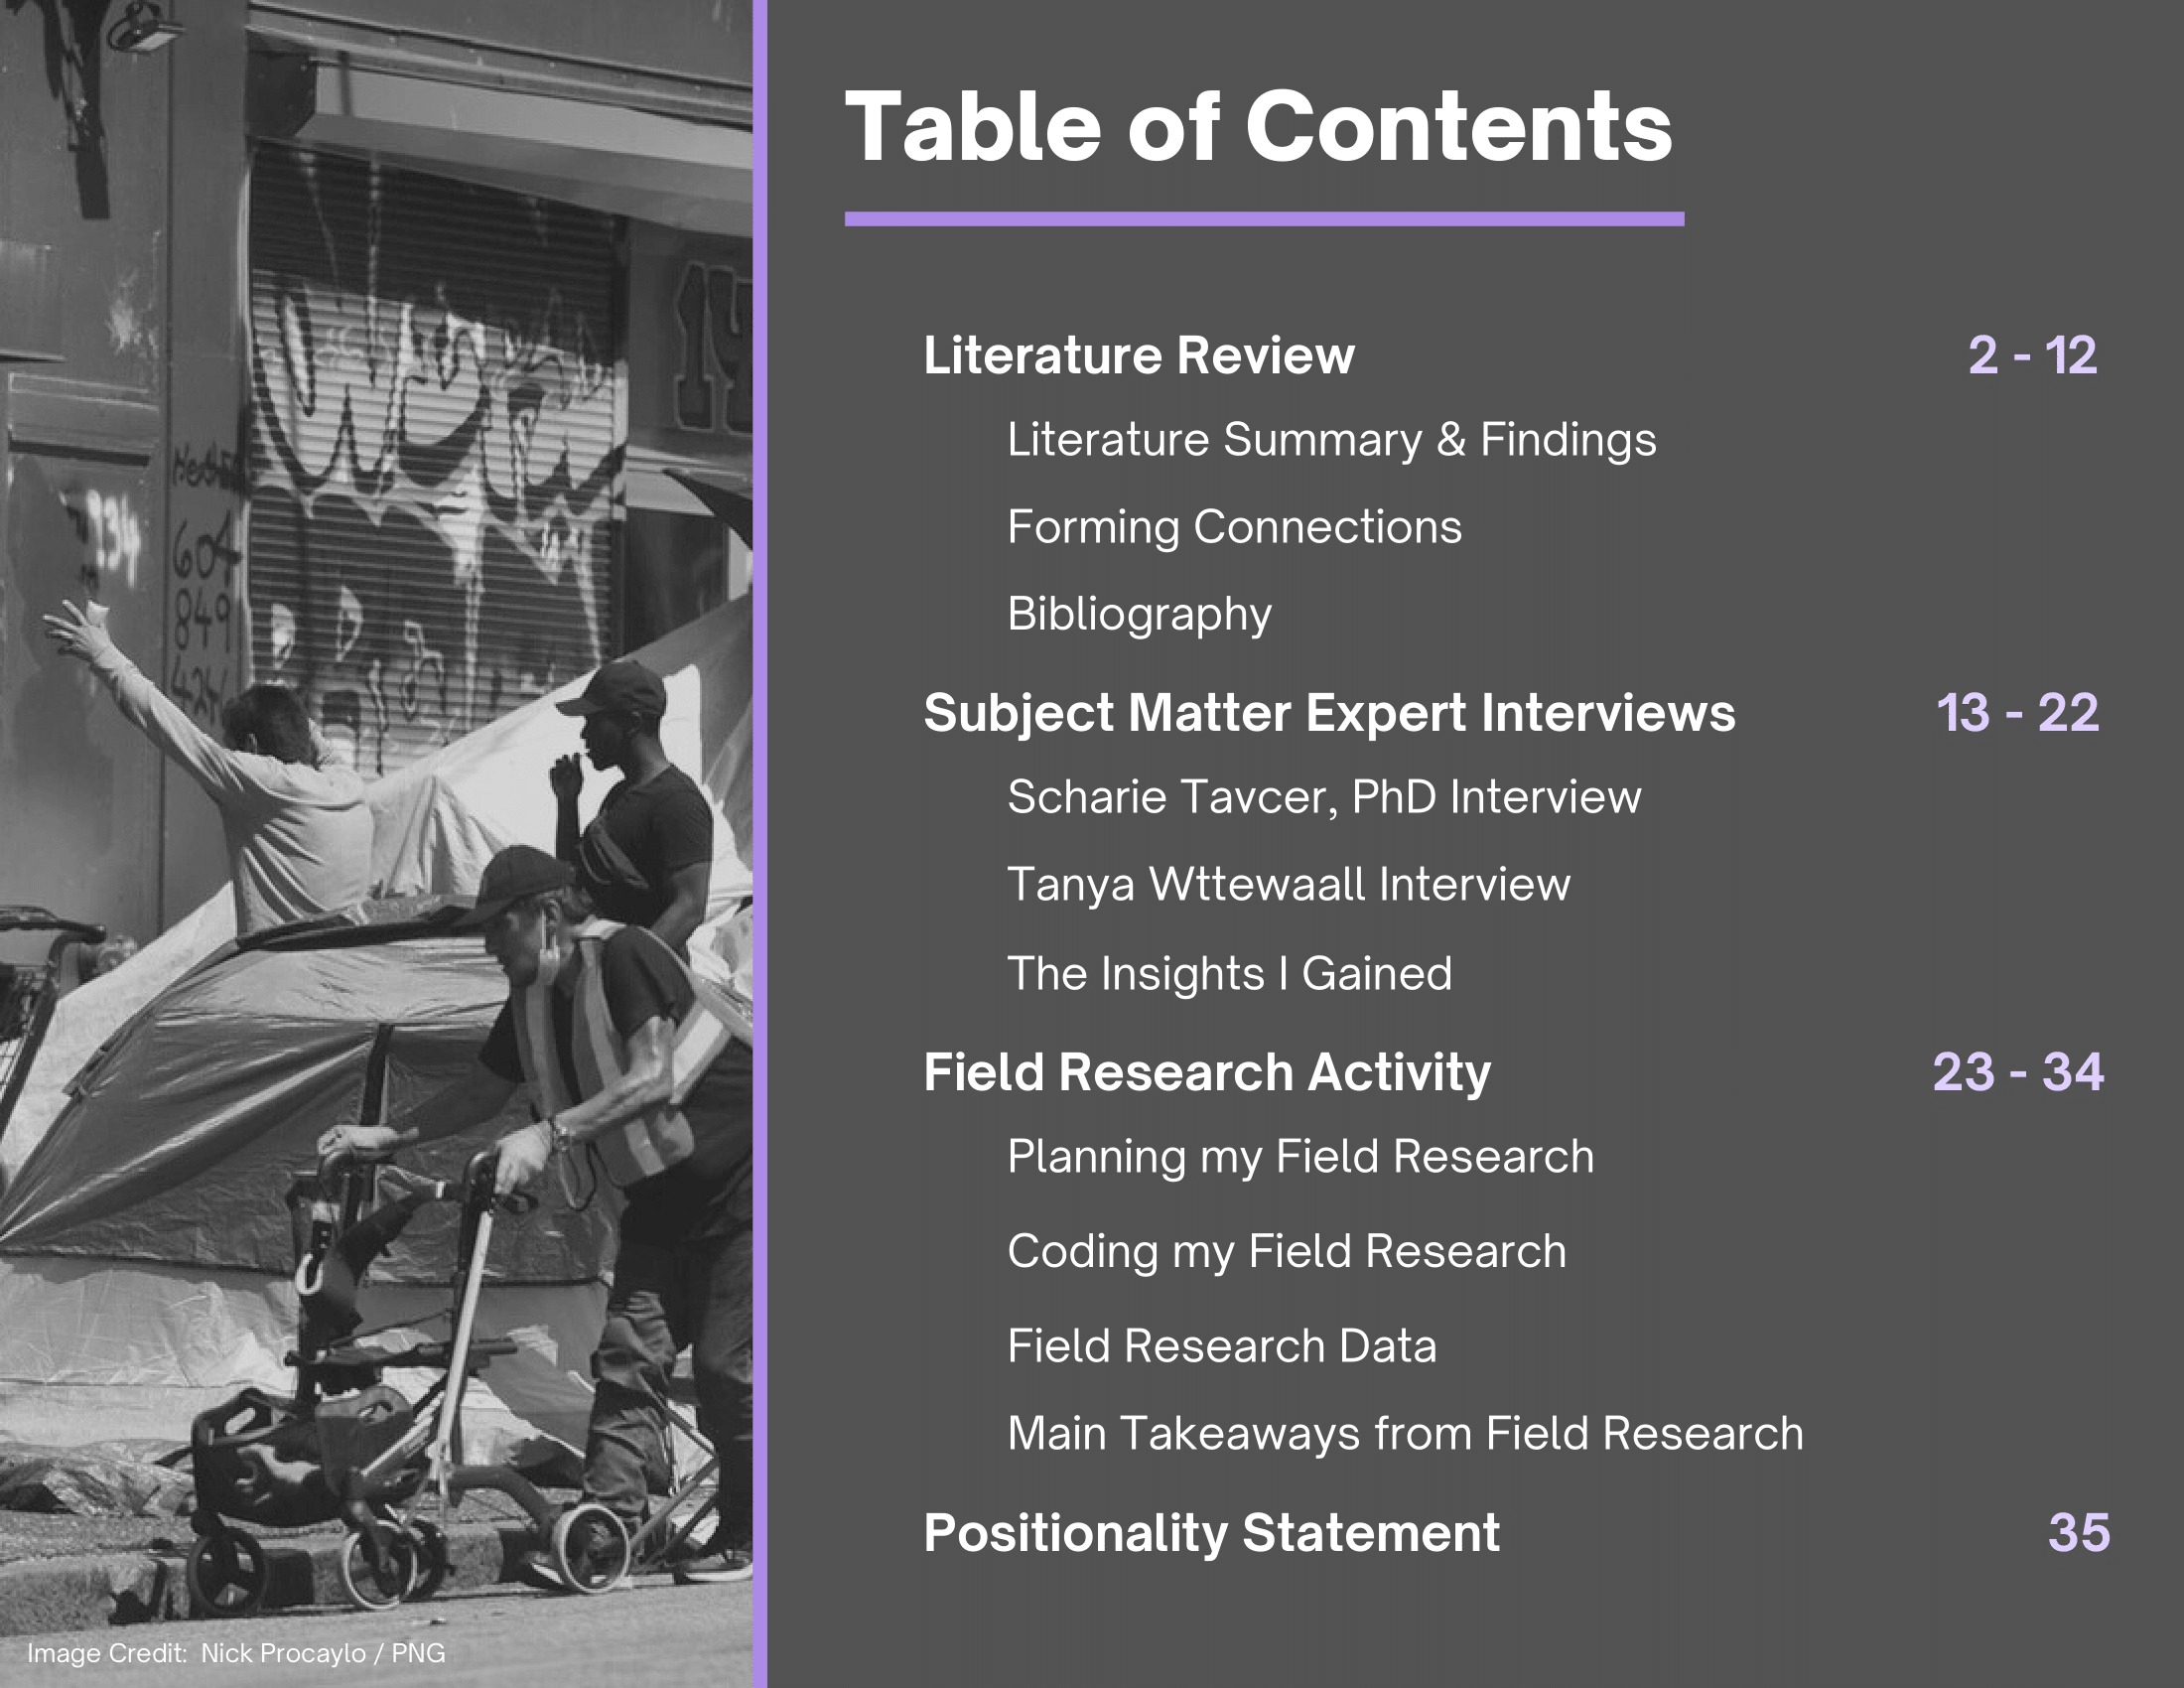 Table of Contents
Literature Review 2 - 12
Literature Summary & Findings
Forming Connections
Bibliography
Subject Matter Expert Interviews 13 - 22
Scharie Tavcer, PhD Interview
Tanya Wttewaall Interview
The Insights I Gained
Field Research Activity 23 - 34
Planning my Field Research
Coding my Field Research
Field Research Data
Main Takeaways from Field Research
Positionality Statement 35
604
849
Image Credit: Nick Procaylo / PNG